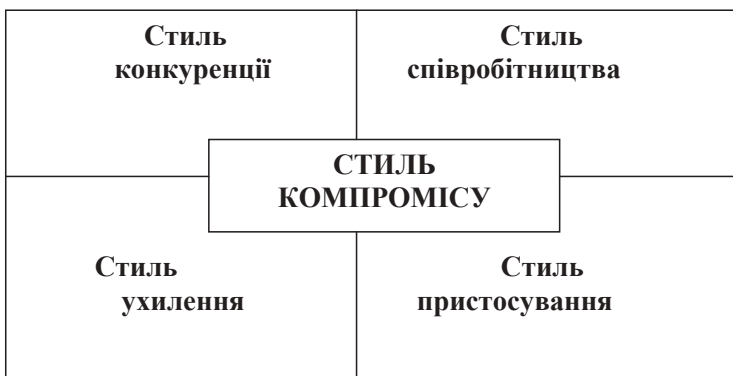 Стиль
конкуренції
Стиль
співробітництва
СТИЛЬ
КОМПРОМІСУ
Стиль
ухилення
Стиль
пристосування